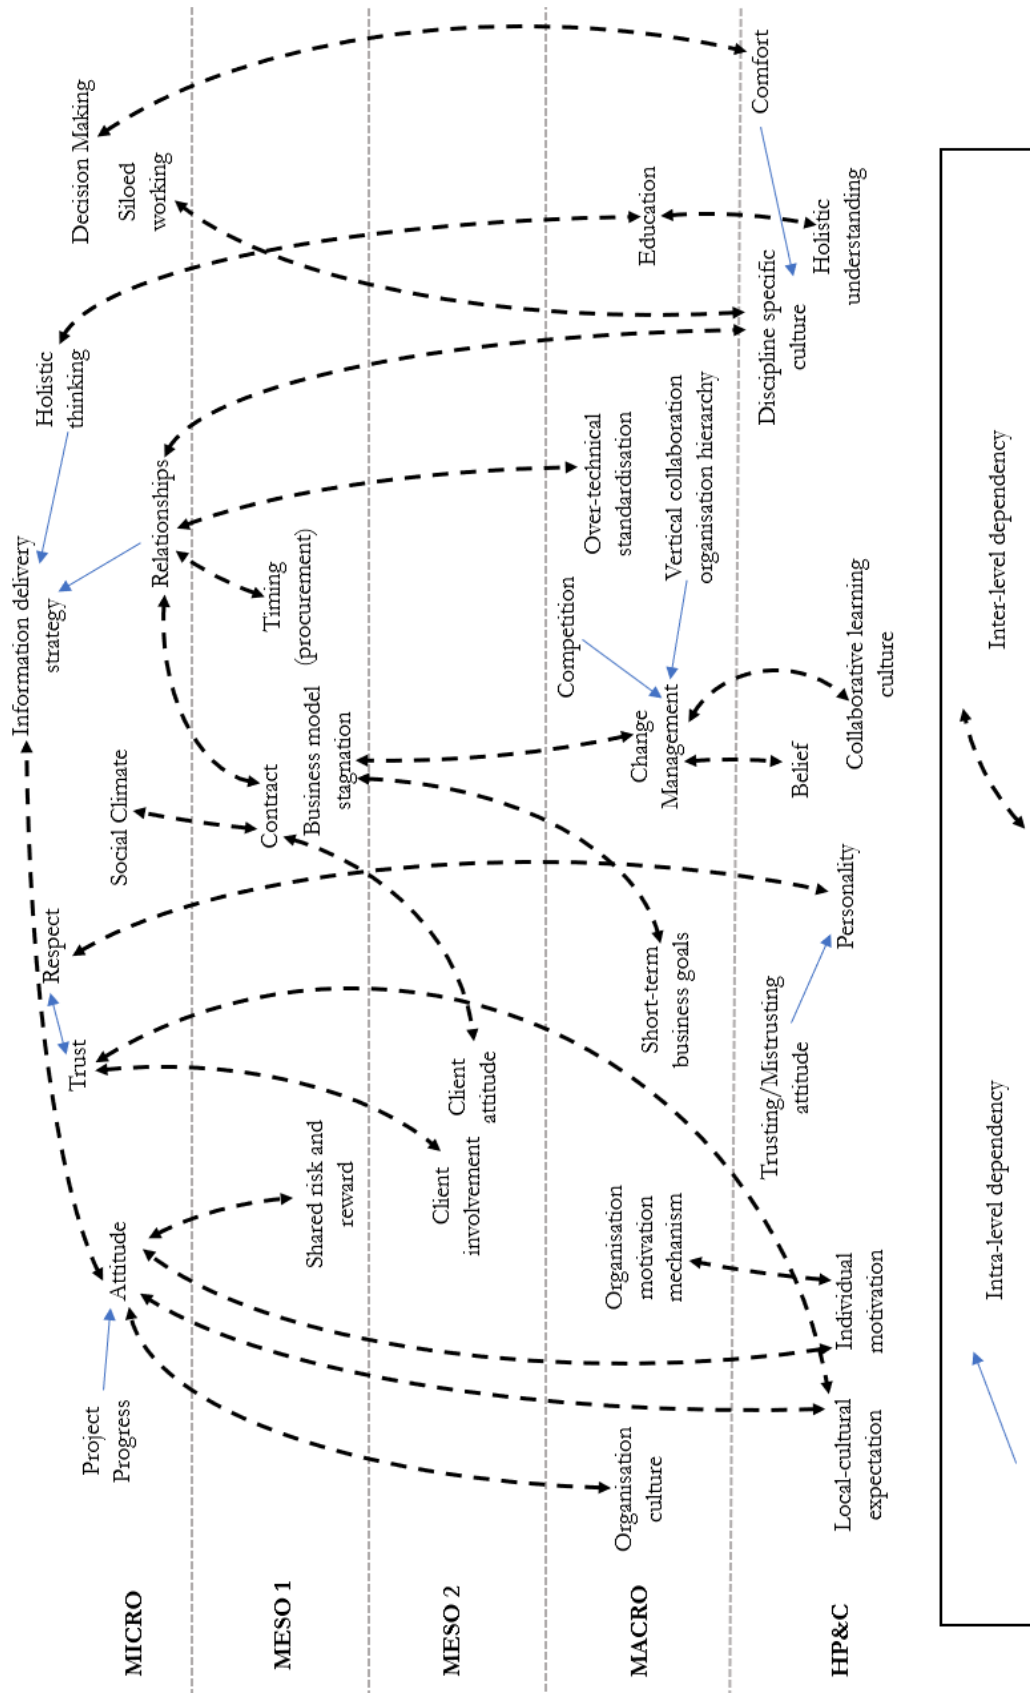 MICRO
Project
Progress
Attitude
Trust
Respect
Social Climate
Information delivery
strategy
Relationships
Holistic
thinking
Decision Making
Siloed
working
MESO 1
Shared risk and
reward
Contract
Business model
stagnation
Timing
(procurement)
MESO 2
Client
involvement
Client
attitude
MACRO
Organisation
culture
Organisation
motivation
mechanism
Short-term
business goals
Change
Management
Competition
Vertical collaboration
organisation hierarchy
Over-technical
standardisation
Education
HP&C
Local-cultural
expectation
Individual
motivation
Trusting/Mistrusting
attitude
Personality
Belief
Collaborative learning
culture
Discipline specific
culture
Holistic
understanding
Comfort
Intra-level dependency
Inter-level dependency